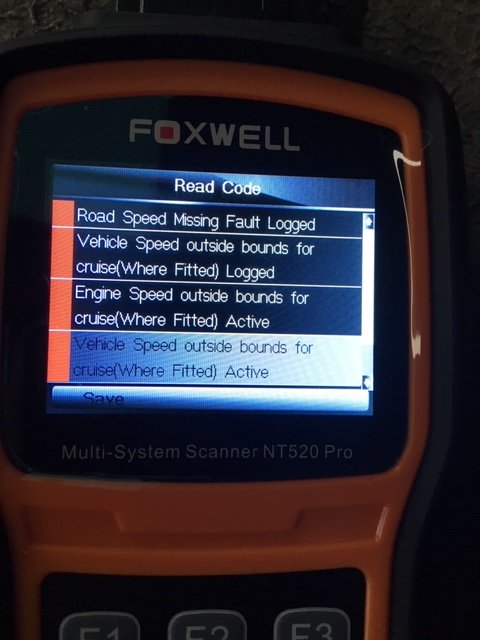 FOXWELL
Read Code
Road Speed Missing Fault Logged
Vehicle Speed outside bounds for
cruise(Where Fitted) Logged
Engine Speed outside bounds for
cruise(Where Fitted) Active
Vehicle Speed outside bounds for
cruise(Where Fitted) Active
Save
Multi-System Scanner NT520 Pro
F1 F2 F3